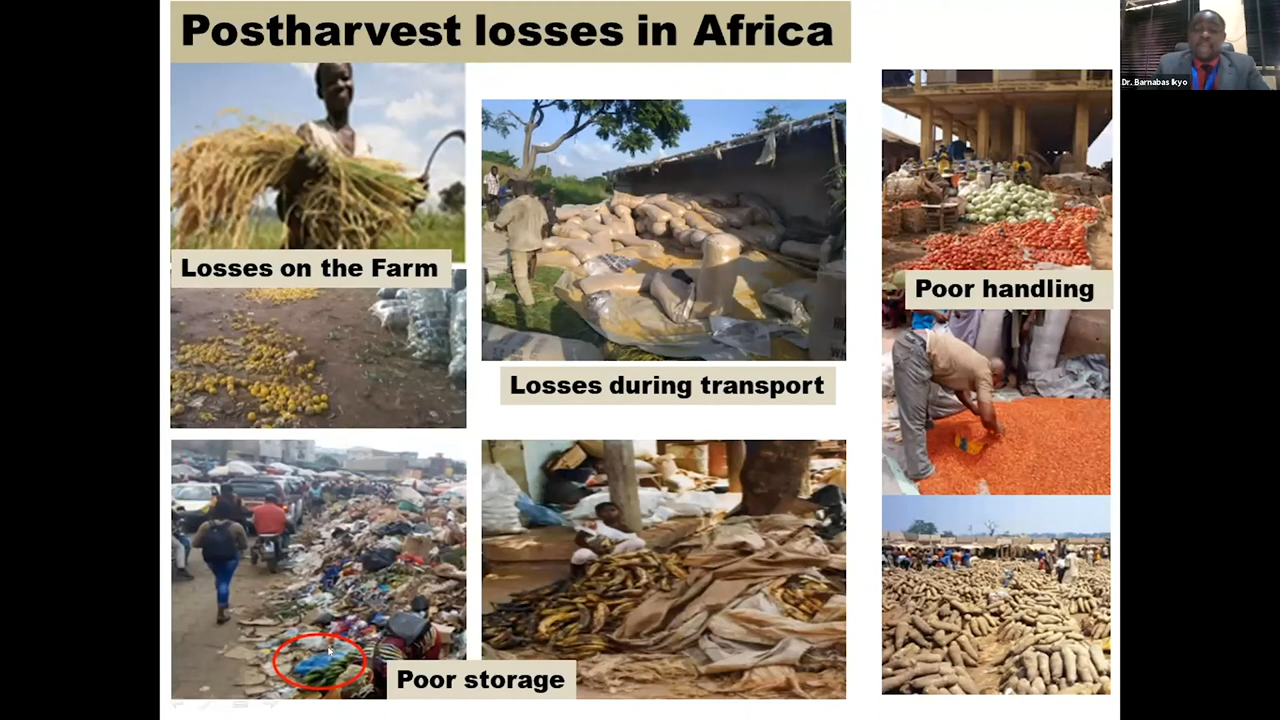 Postharvest losses in Africa
Dr. Barnabas Ikyo
Losses on the Farm
Poor handling
Losses during transport
Poor storage